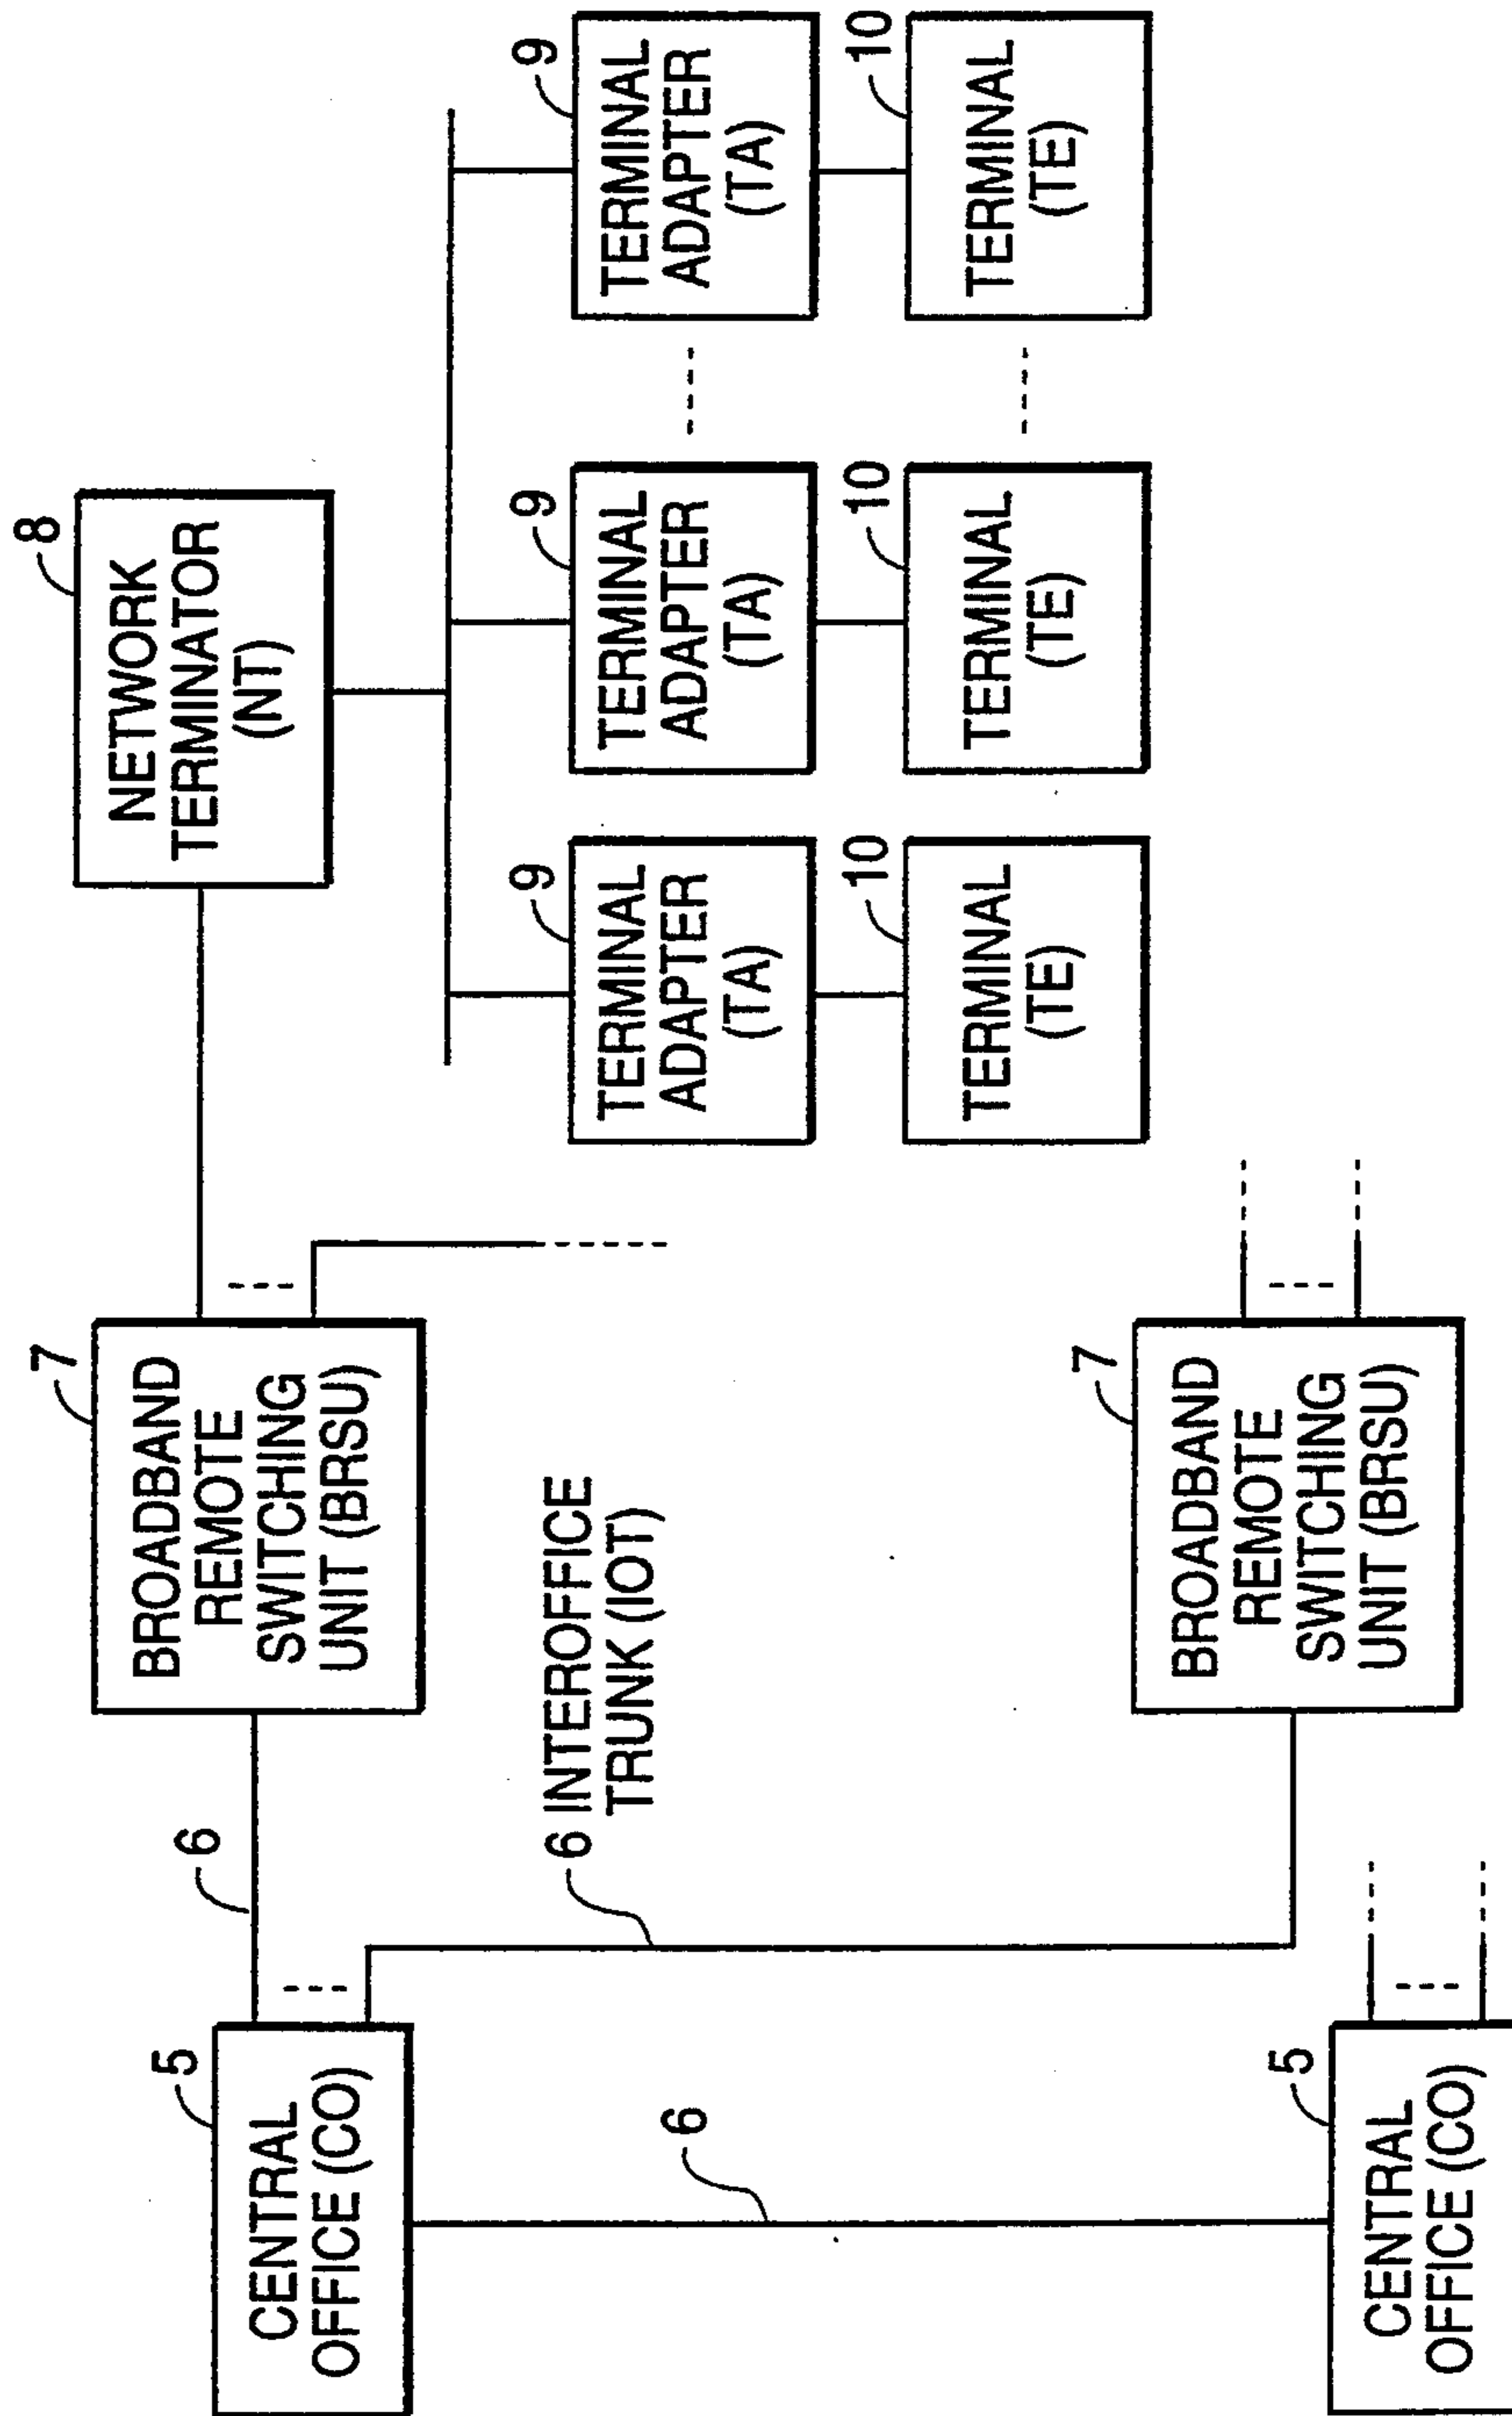 8
NETWORK
TERMINATOR
(NT)
7
BROADBAND
REMOTE
SWITCHING
UNIT (BRSU)
6
5
CENTRAL
OFFICE (CO)
9
TERMINAL
ADAPTER
(TA)
9
TERMINAL
ADAPTER
(TA)
9
TERMINAL
ADAPTER
(TA)
6 INTEROFFICE
TRUNK (IOT)
6
10
TERMINAL
(TE)
10
TERMINAL
(TE)
10
TERMINAL
(TE)
7
BROADBAND
REMOTE
SWITCHING
UNIT (BRSU)
5
CENTRAL
OFFICE (CO)